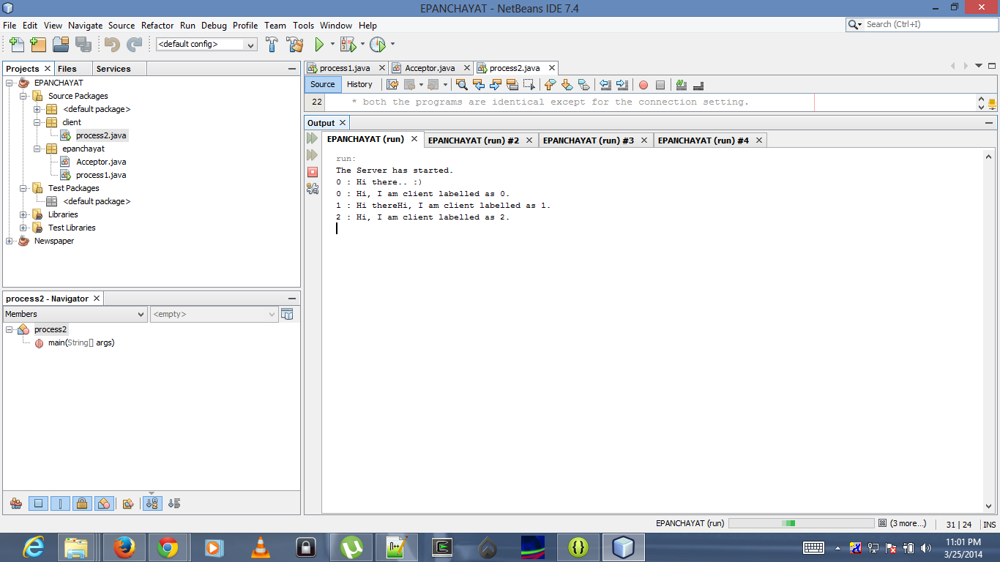 EPANCHAYAT - NetBeans IDE 7.4
File Edit View Navigate Source Refactor Run Debug Profile Team Tools Window Help
Search (Ctrl+I)
<default config>
Projects Files Services
EPANCHAYAT
Source Packages
<default package>
client
process2.java
epanchayat
Acceptor.java
process1.java
Test Packages
<default package>
Libraries
Test Libraries
Newspaper
process2 - Navigator
Members
<empty>
process2
main(String[] args)
process1.java Acceptor.java process2.java
Source History
22 * both the programs are identical except for the connection setting.
Output
EPANCHAYAT (run) EPANCHAYAT (run) #2 EPANCHAYAT (run) #3 EPANCHAYAT (run) #4
run:
The Server has started.
0 : Hi there.. :)
0 : Hi, I am client labelled as 0.
1 : Hi thereHi, I am client labelled as 1.
2 : Hi, I am client labelled as 2.
EPANCHAYAT (run) (3 more...) 31 | 24 INS
11:01 PM
3/25/2014